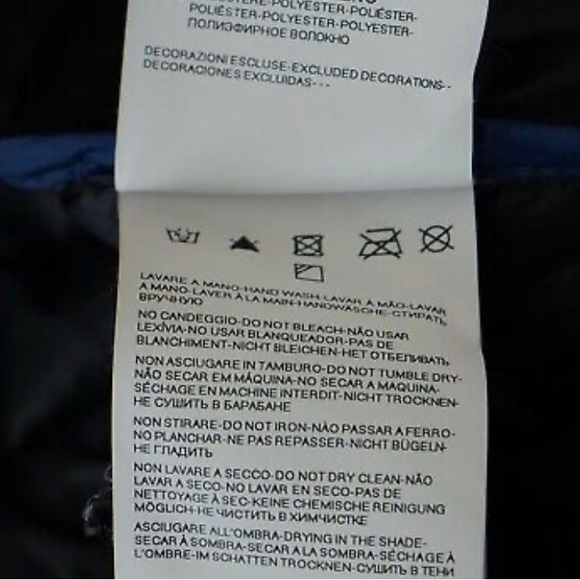 POLYESTER-POLIÉSTER-
POLIÉSTER-POLYESTER-POLYESTER-
ПОЛИЭФИРНОЕ ВОЛОКНО
DECORAZIONI ESCLUSE-EXCLUDED DECORATIONS--
DECORACIONES EXCLUIDAS---
LAVARE A MANO-HAND WASH-LAVAR À MÃO-LAVAR
A MANO-LAVER À LA MAIN-HANDWÄSCHE-СТИРАТЬ
ВРУЧНУЮ
NO CANDEGGIO-DO NOT BLEACH-NÃO USAR
LEXÍVIA-NO USAR BLANQUEADOR-PAS DE
BLANCHIMENT-NICHT BLEICHEN-НЕТ ОТБЕЛИВАТЬ
NON ASCIUGARE IN TAMBURO-DO NOT TUMBLE DRY-
NÃO SECAR EM MÁQUINA-NO SECAR A MAQUINA-
SÉCHAGE EN MACHINE INTERDIT-NICHT TROCKNEN-
НЕ СУШИТЬ В БАРАБАНЕ
NON STIRARE-DO NOT IRON-NÃO PASSAR A FERRO-
NO PLANCHAR-NE PAS REPASSER-NICHT BÜGELN-
НЕ ГЛАДИТЬ
NON LAVARE A SECCO-DO NOT DRY CLEAN-NÃO
LAVAR A SECO-NO LAVAR EN SECO-PAS DE
NETTOYAGE À SEC-KEINE CHEMISCHE REINIGUNG
MÖGLICH-НЕ ЧИСТИТЬ В ХИМЧИСТКЕ
ASCIUGARE ALL'OMBRA-DRYING IN THE SHADE-
SECAR À SOMBRA-SECAR A LA SOMBRA-SÉCHAGE À
L'OMBRE-IM SCHATTEN TROCKNEN-СУШИТЬ В ТЕНИ